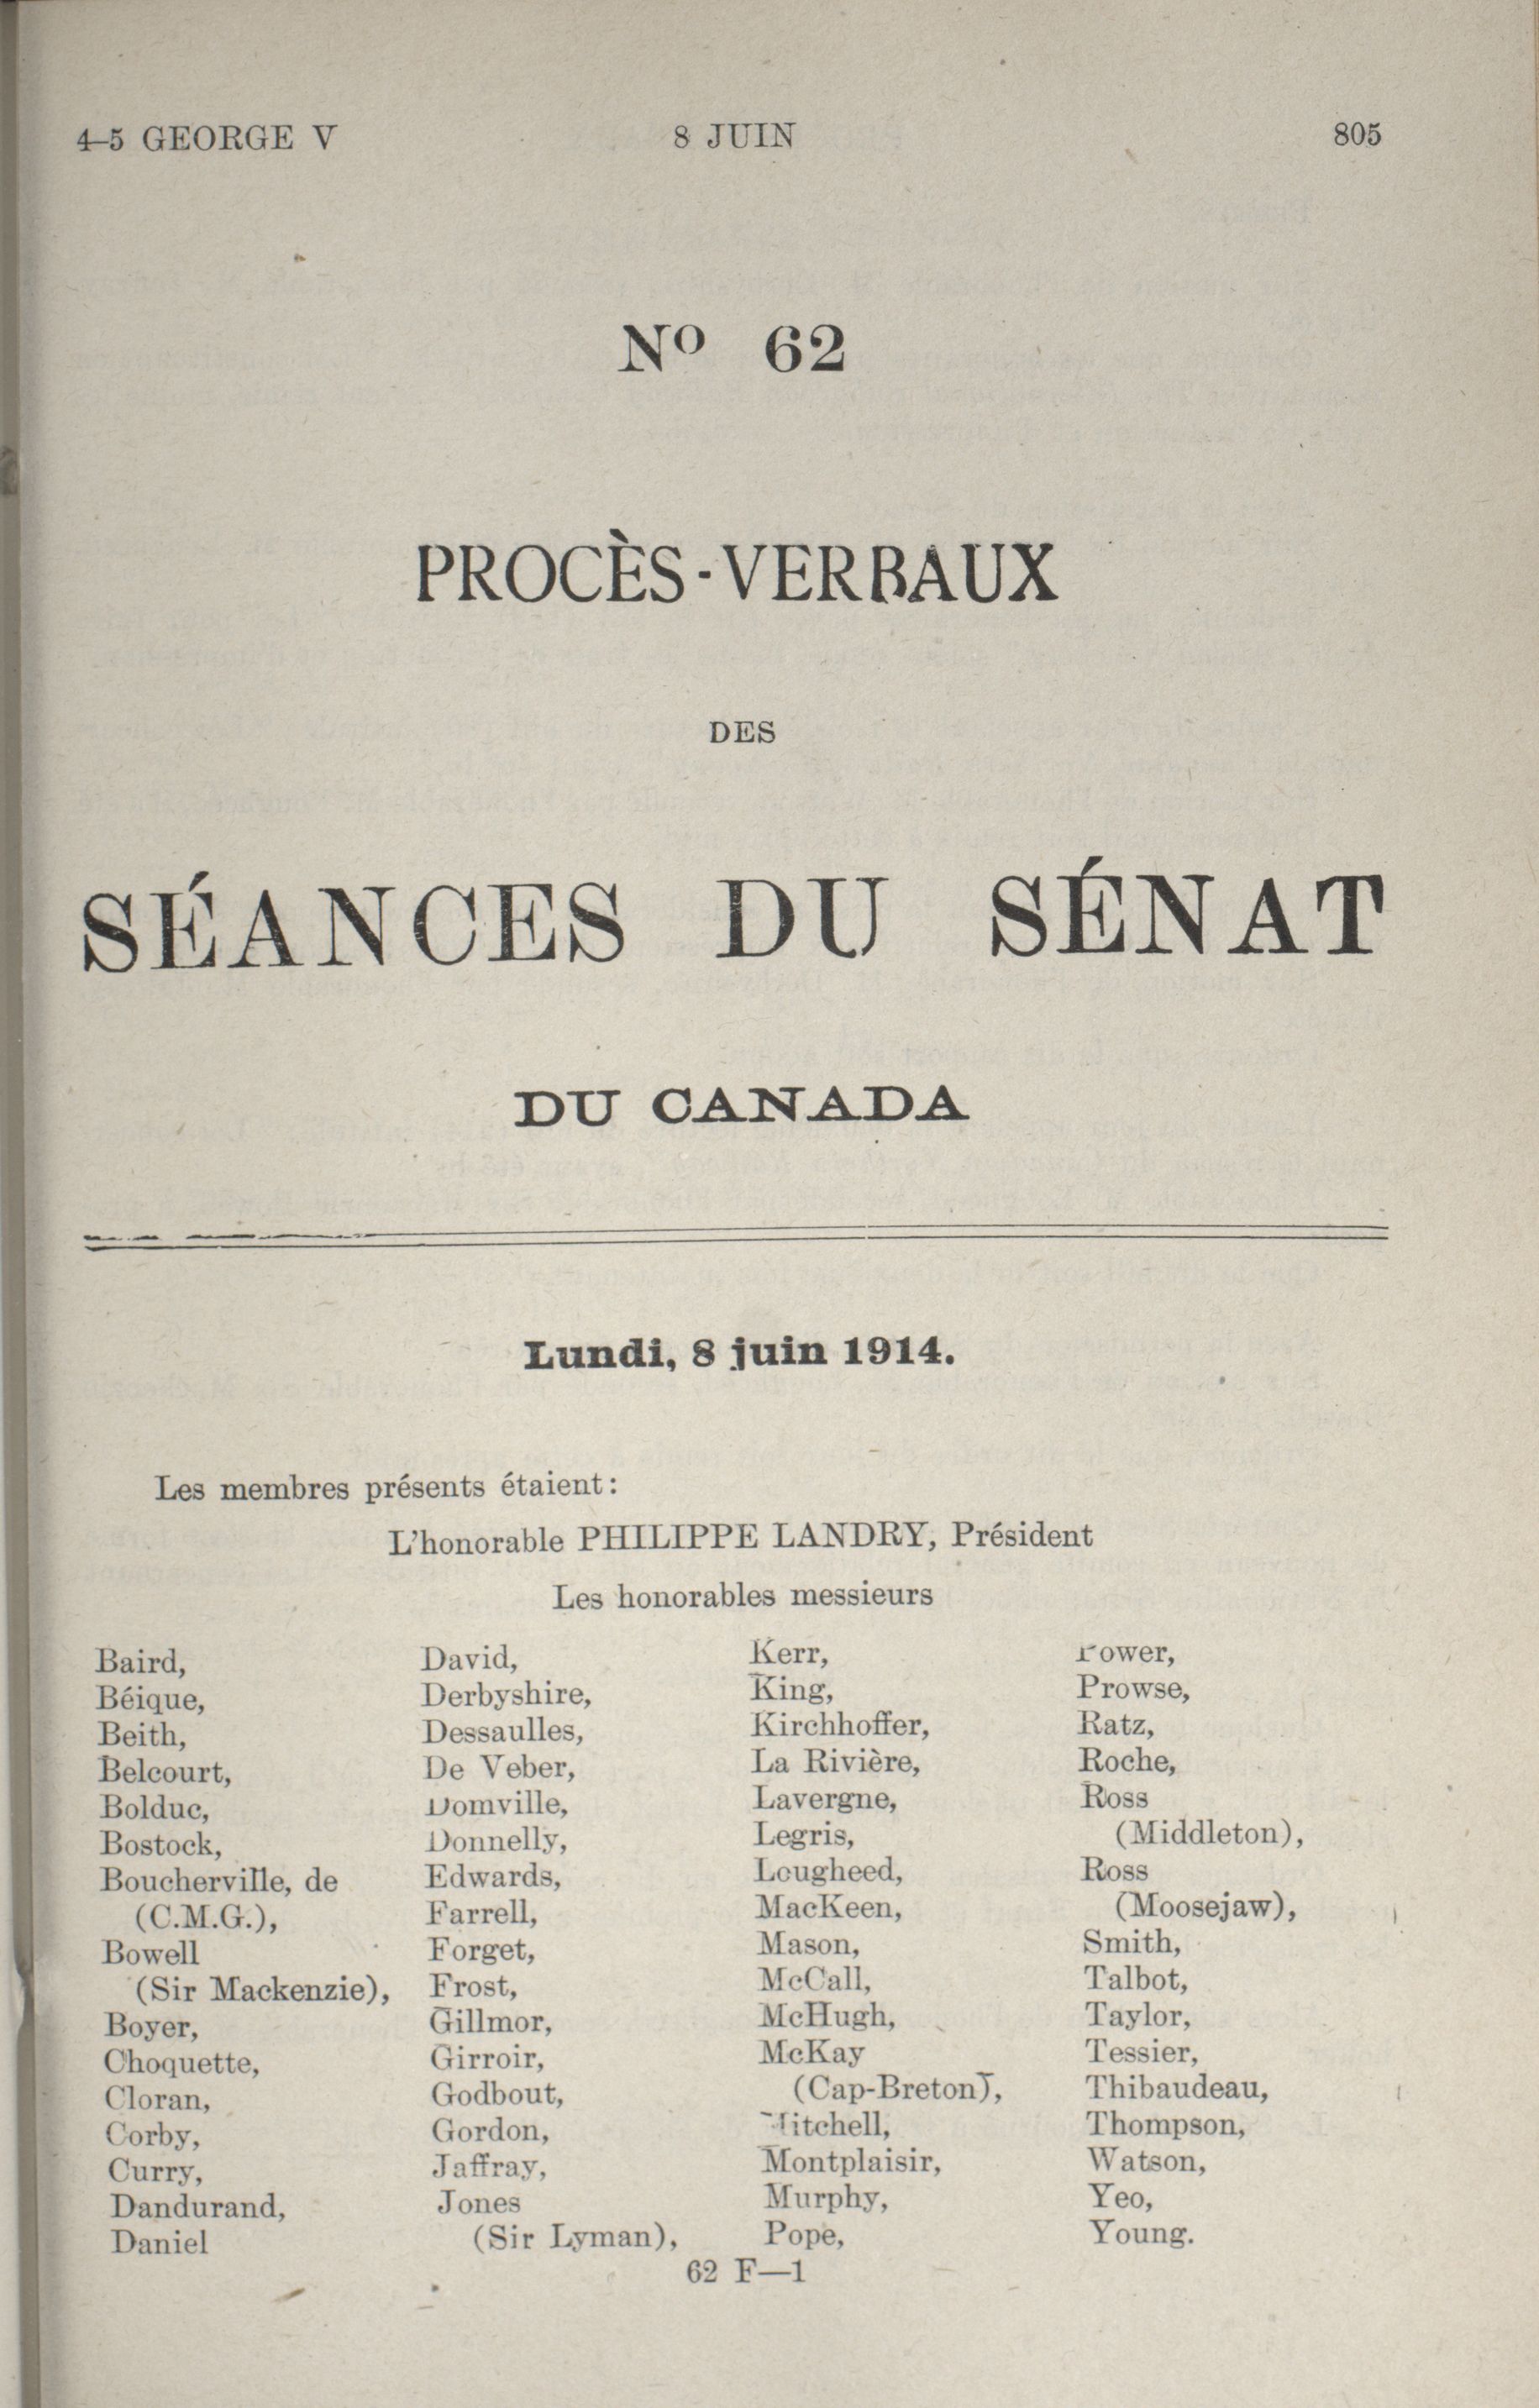 4-5 GEORGE V 8 JUIN 805
Nº 62
PROCÈS-VERBAUX
DES
SÉANCES DU SÉNAT
DU CANADA
Lundi, 8 juin 1914.
Les membres présents étaient:
L'honorable PHILIPPE LANDRY, Président
Les honorables messieurs
Baird,
Béique,
Beith,
Belcourt,
Bolduc,
Bostock,
Boucherville, de
(C.M.G.),
Bowell
(Sir Mackenzie),
Boyer,
Choquette,
Cloran,
Corby,
Curry,
Dandurand,
Daniel
David,
Derbyshire,
Dessaulles,
De Veber,
Domville,
Donnelly,
Edwards,
Farrell,
Forget,
Frost,
Gillmor,
Girroir,
Godbout,
Gordon,
Jaffray,
Jones
(Sir Lyman),
Kerr,
King,
Kirchhoffer,
La Rivière,
Lavergne,
Legris,
Lougheed,
MacKeen,
Mason,
McCall,
McHugh,
McKay
(Cap-Breton),
Mitchell,
Montplaisir,
Murphy,
Pope,
Power,
Prowse,
Ratz,
Roche,
Ross
(Middleton),
Ross
(Moosejaw),
Smith,
Talbot,
Taylor,
Tessier,
Thibaudeau,
Thompson,
Watson,
Yeo,
Young.
62 F—1